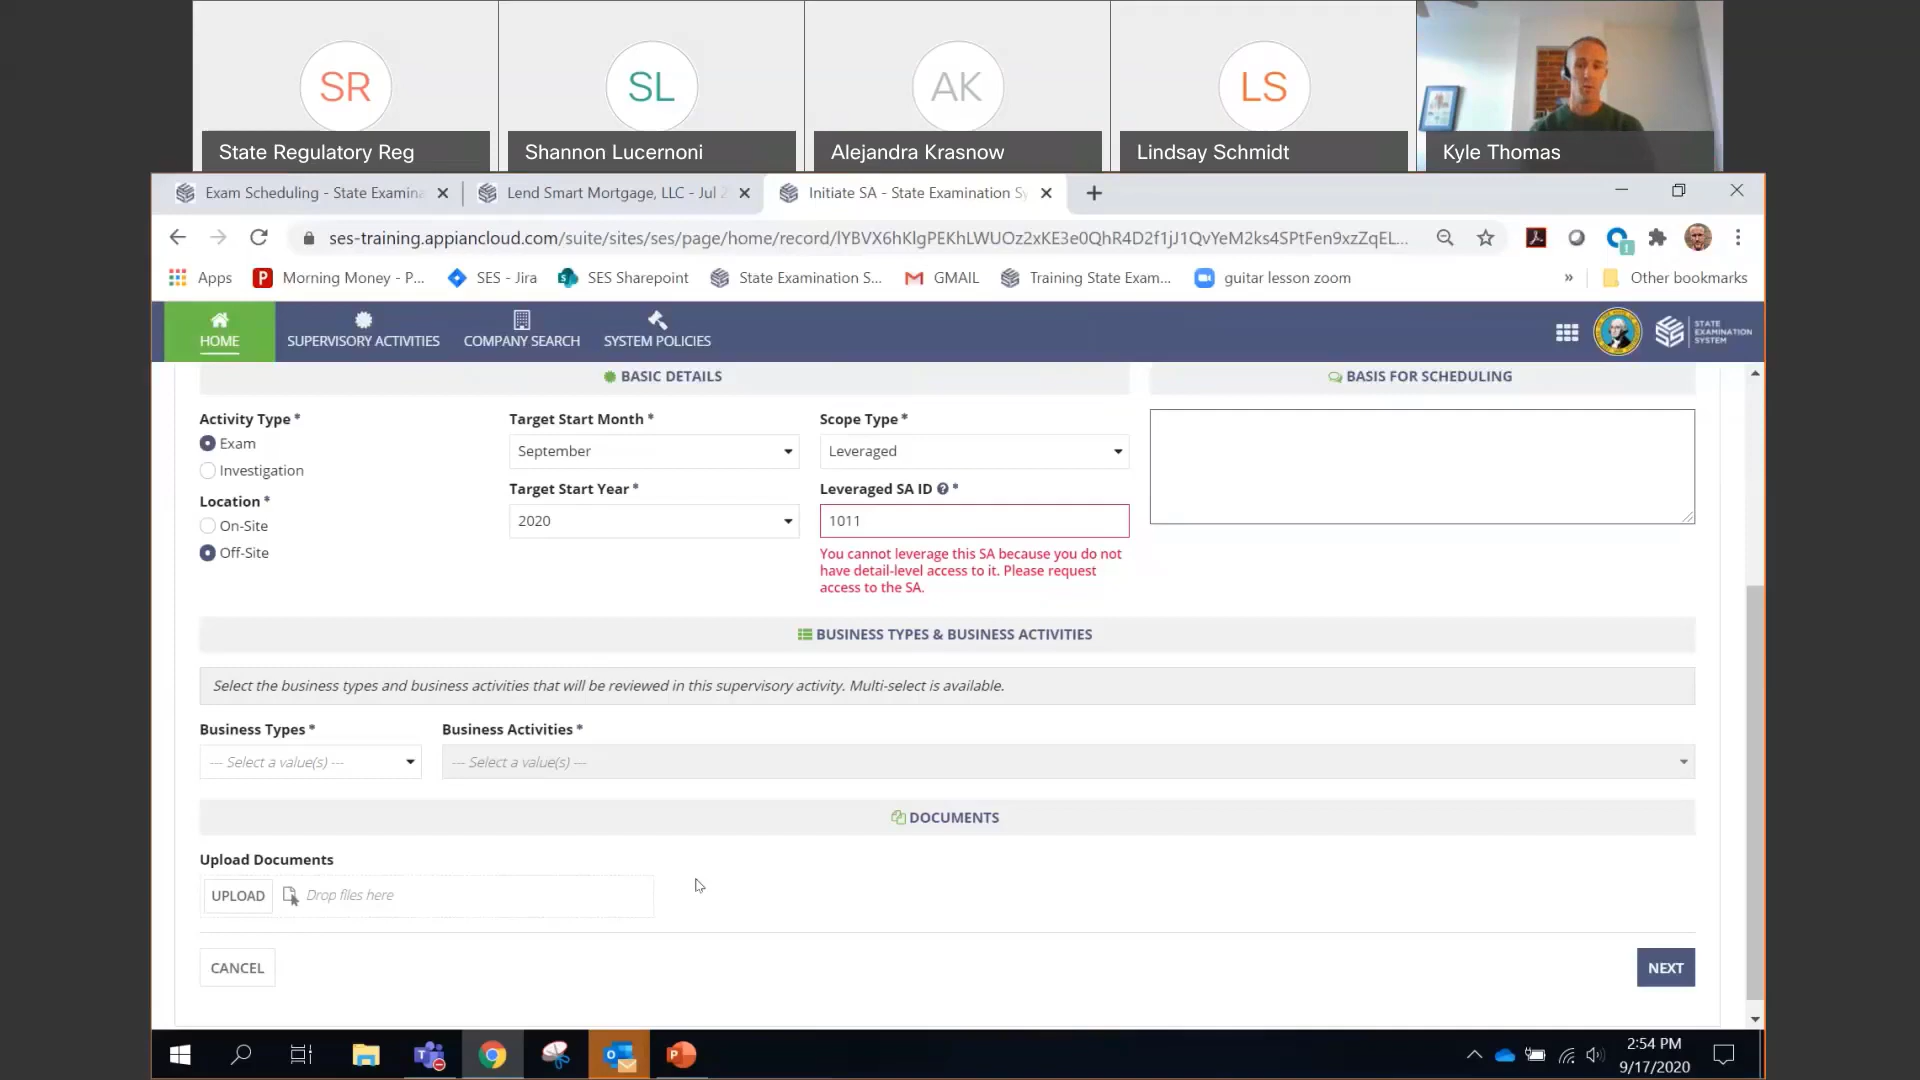 SR
SL
AK
LS
State Regulatory Reg
Shannon Lucernoni
Alejandra Krasnow
Lindsay Schmidt
Kyle Thomas
Exam Scheduling - State Examina
Lend Smart Mortgage, LLC - Jul 2
Initiate SA - State Examination Sy
ses-training.appiancloud.com/suite/sites/ses/page/home/record/lYBVX6hKlgPEKhLWUOz2xKE3e0QhR4D2f1jJ1QvYeM2ks4SPtFen9xzZqEL...
Apps
Morning Money - P...
SES - Jira
SES Sharepoint
State Examination S...
GMAIL
Training State Exam...
guitar lesson zoom
»
Other bookmarks
HOME
SUPERVISORY ACTIVITIES
COMPANY SEARCH
SYSTEM POLICIES
STATE
EXAMINATION
SYSTEM
BASIC DETAILS
BASIS FOR SCHEDULING
Activity Type *
Exam
Investigation
Location *
On-Site
Off-Site
Target Start Month *
September
Target Start Year *
2020
Scope Type *
Leveraged
Leveraged SA ID ? *
1011
You cannot leverage this SA because you do not
have detail-level access to it. Please request
access to the SA.
BUSINESS TYPES & BUSINESS ACTIVITIES
Select the business types and business activities that will be reviewed in this supervisory activity. Multi-select is available.
Business Types *
--- Select a value(s) ---
Business Activities *
--- Select a value(s) ---
DOCUMENTS
Upload Documents
UPLOAD
Drop files here
CANCEL
NEXT
2:54 PM
9/17/2020